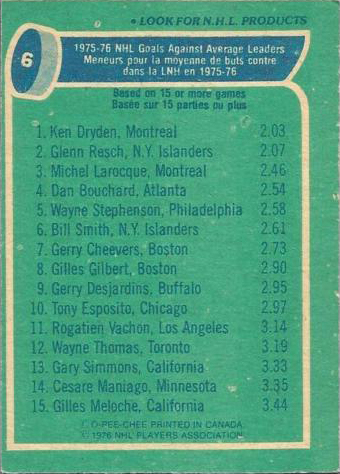 • LOOK FOR N.H.L. PRODUCTS
6
1975-76 NHL Goals Against Average Leaders
Meneurs pour la moyenne de buts contre
dans la LNH en 1975-76
Based on 15 or more games
Basée sur 15 parties ou plus
1. Ken Dryden, Montreal 2.03
2. Glenn Resch, N.Y. Islanders 2.07
3. Michel Larocque, Montreal 2.46
4. Dan Bouchard, Atlanta 2.54
5. Wayne Stephenson, Philadelphia 2.58
6. Bill Smith, N.Y. Islanders 2.61
7. Gerry Cheevers, Boston 2.73
8. Gilles Gilbert, Boston 2.90
9. Gerry Desjardins, Buffalo 2.95
10. Tony Esposito, Chicago 2.97
11. Rogatien Vachon, Los Angeles 3.14
12. Wayne Thomas, Toronto 3.19
13. Gary Simmons, California 3.33
14. Cesare Maniago, Minnesota 3.35
15. Gilles Meloche, California 3.44
© O-PEE-CHEE PRINTED IN CANADA
© 1976 NHL PLAYERS ASSOCIATION